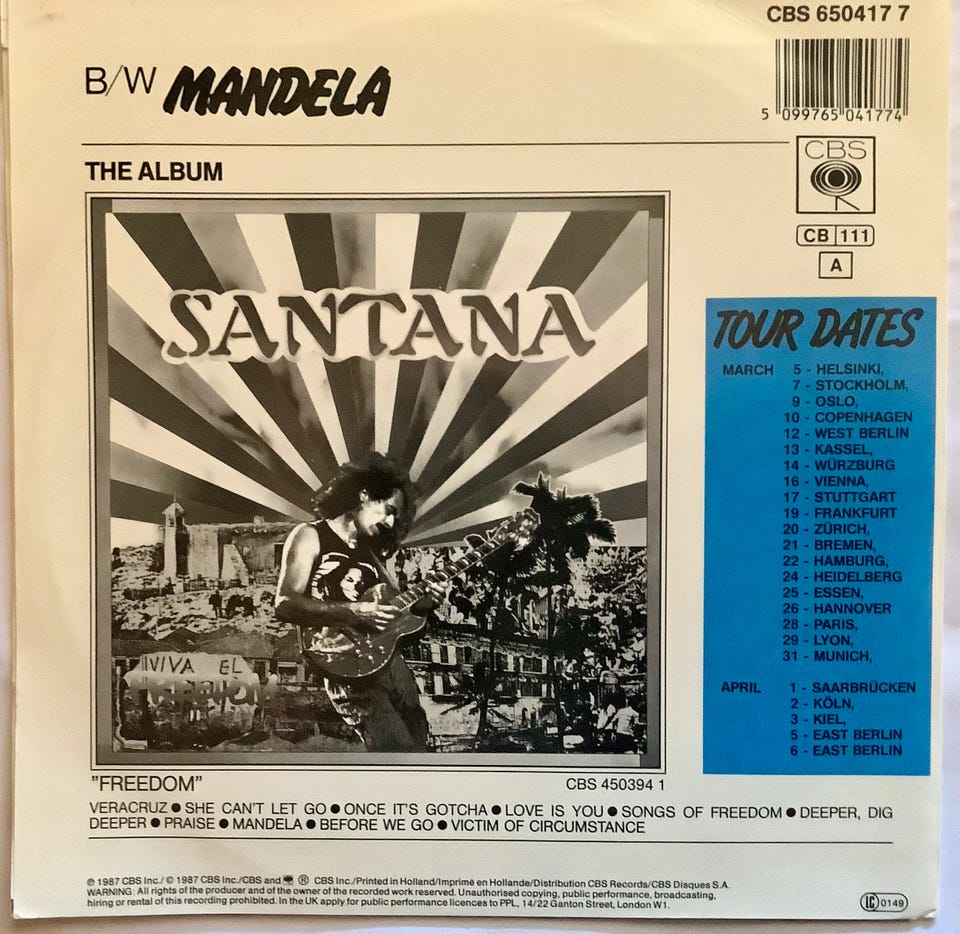 CBS 650417 7
B/W MANDELA
5 099765 041774
THE ALBUM
CBS
CB 111
A
SANTANA
VIVA EL
FREEDOM
TOUR DATES
MARCH 5 - HELSINKI,
7 - STOCKHOLM,
9 - OSLO,
10 - COPENHAGEN
12 - WEST BERLIN
13 - KASSEL,
14 - WÜRZBURG
16 - VIENNA,
17 - STUTTGART
19 - FRANKFURT
20 - ZÜRICH,
21 - BREMEN,
22 - HAMBURG,
24 - HEIDELBERG
25 - ESSEN,
26 - HANNOVER
28 - PARIS,
29 - LYON,
31 - MUNICH,
APRIL 1 - SAARBRÜCKEN
2 - KÖLN,
3 - KIEL,
5 - EAST BERLIN
6 - EAST BERLIN
"FREEDOM" CBS 450394 1
VERACRUZ ● SHE CAN'T LET GO ● ONCE IT'S GOTCHA ● LOVE IS YOU ● SONGS OF FREEDOM ● DEEPER, DIG
DEEPER ● PRAISE ● MANDELA ● BEFORE WE GO ● VICTIM OF CIRCUMSTANCE
℗ 1987 CBS Inc./ © 1987 CBS Inc./CBS and ® CBS Inc./Printed in Holland/Imprimé en Hollande/Distribution CBS Records/CBS Disques S.A.
WARNING: All rights of the producer and of the owner of the recorded work reserved. Unauthorised copying, public performance, broadcasting,
hiring or rental of this recording prohibited. In the UK apply for public performance licences to PPL, 14/22 Ganton Street, London W1.
LC 0149